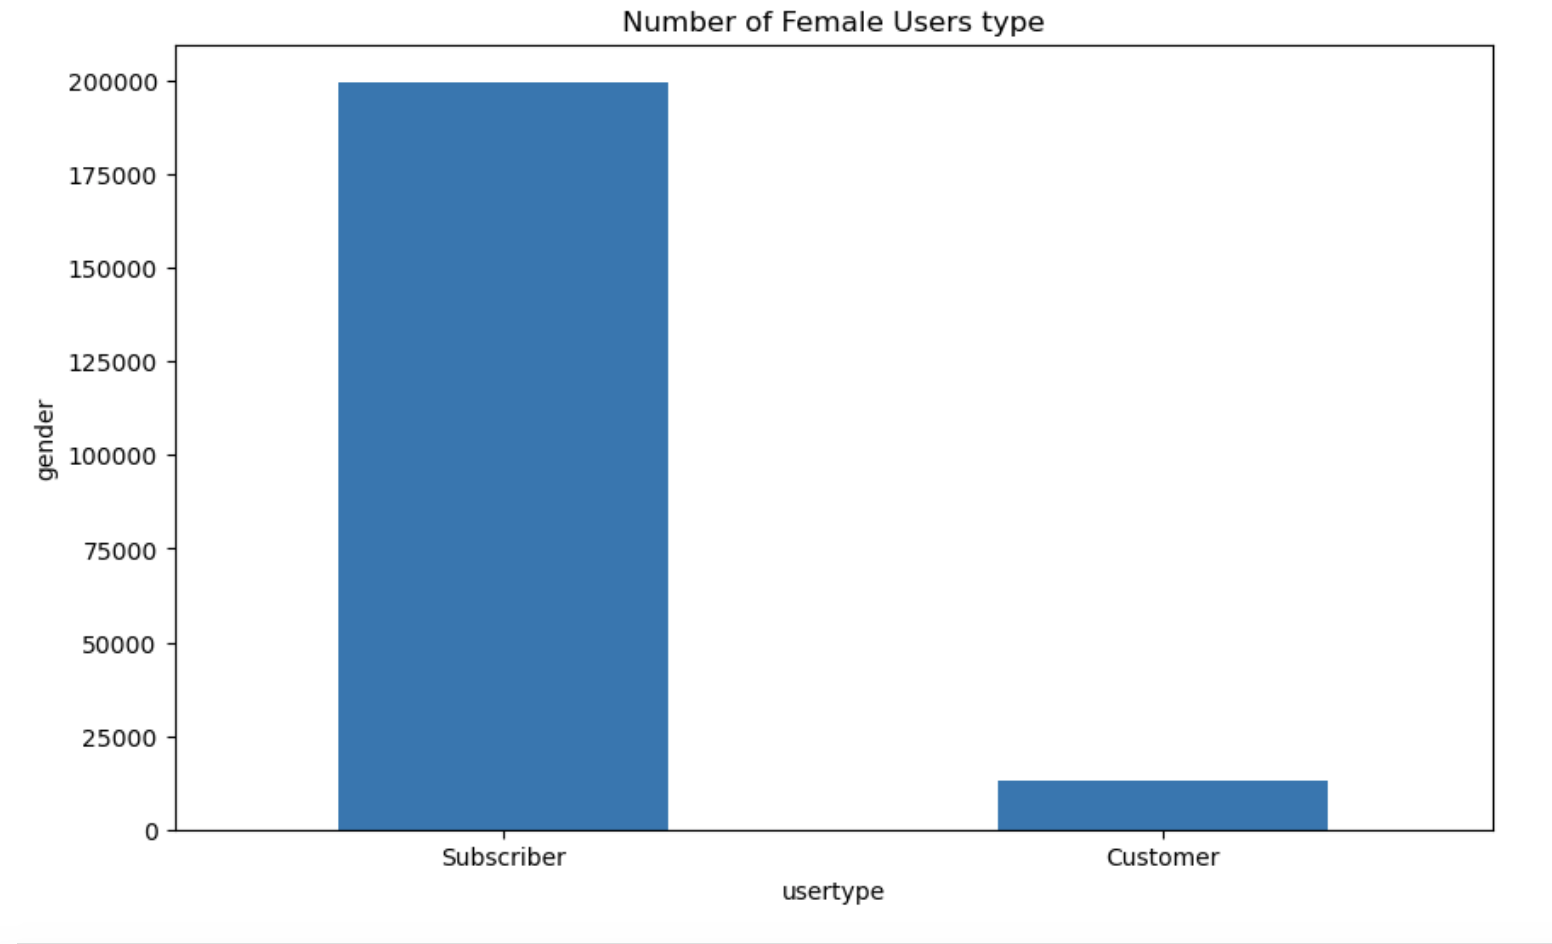 Number of Female Users type
200000
175000
150000
125000
100000
75000
50000
25000
0
gender
Subscriber
Customer
usertype